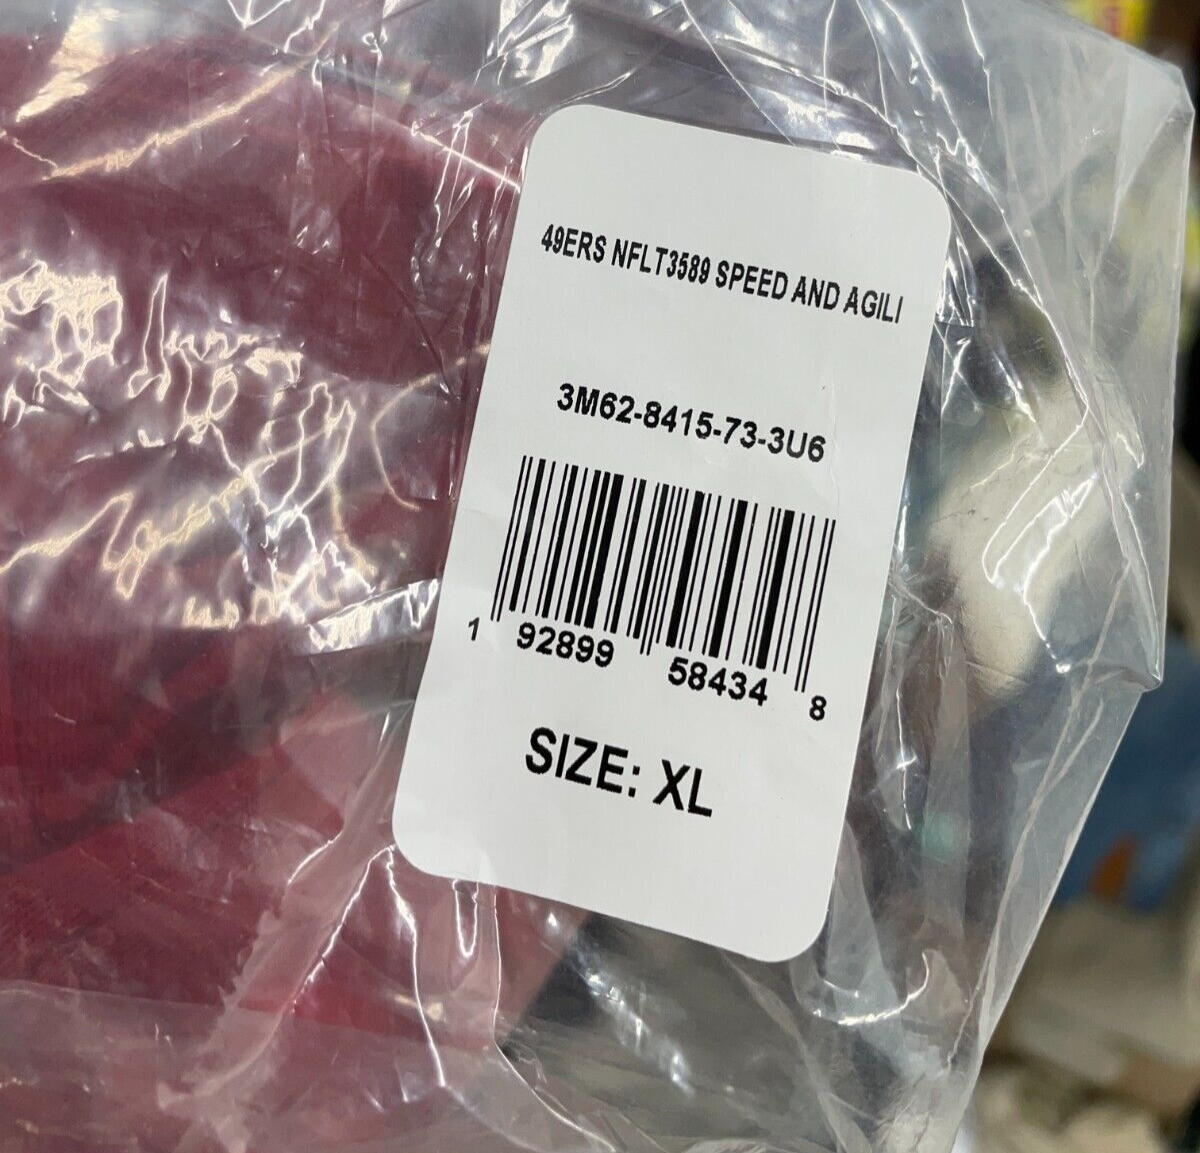 49ERS NFLT3589 SPEED AND AGILI
3M62-8415-73-3U6
1 92899 58434 8
SIZE: XL